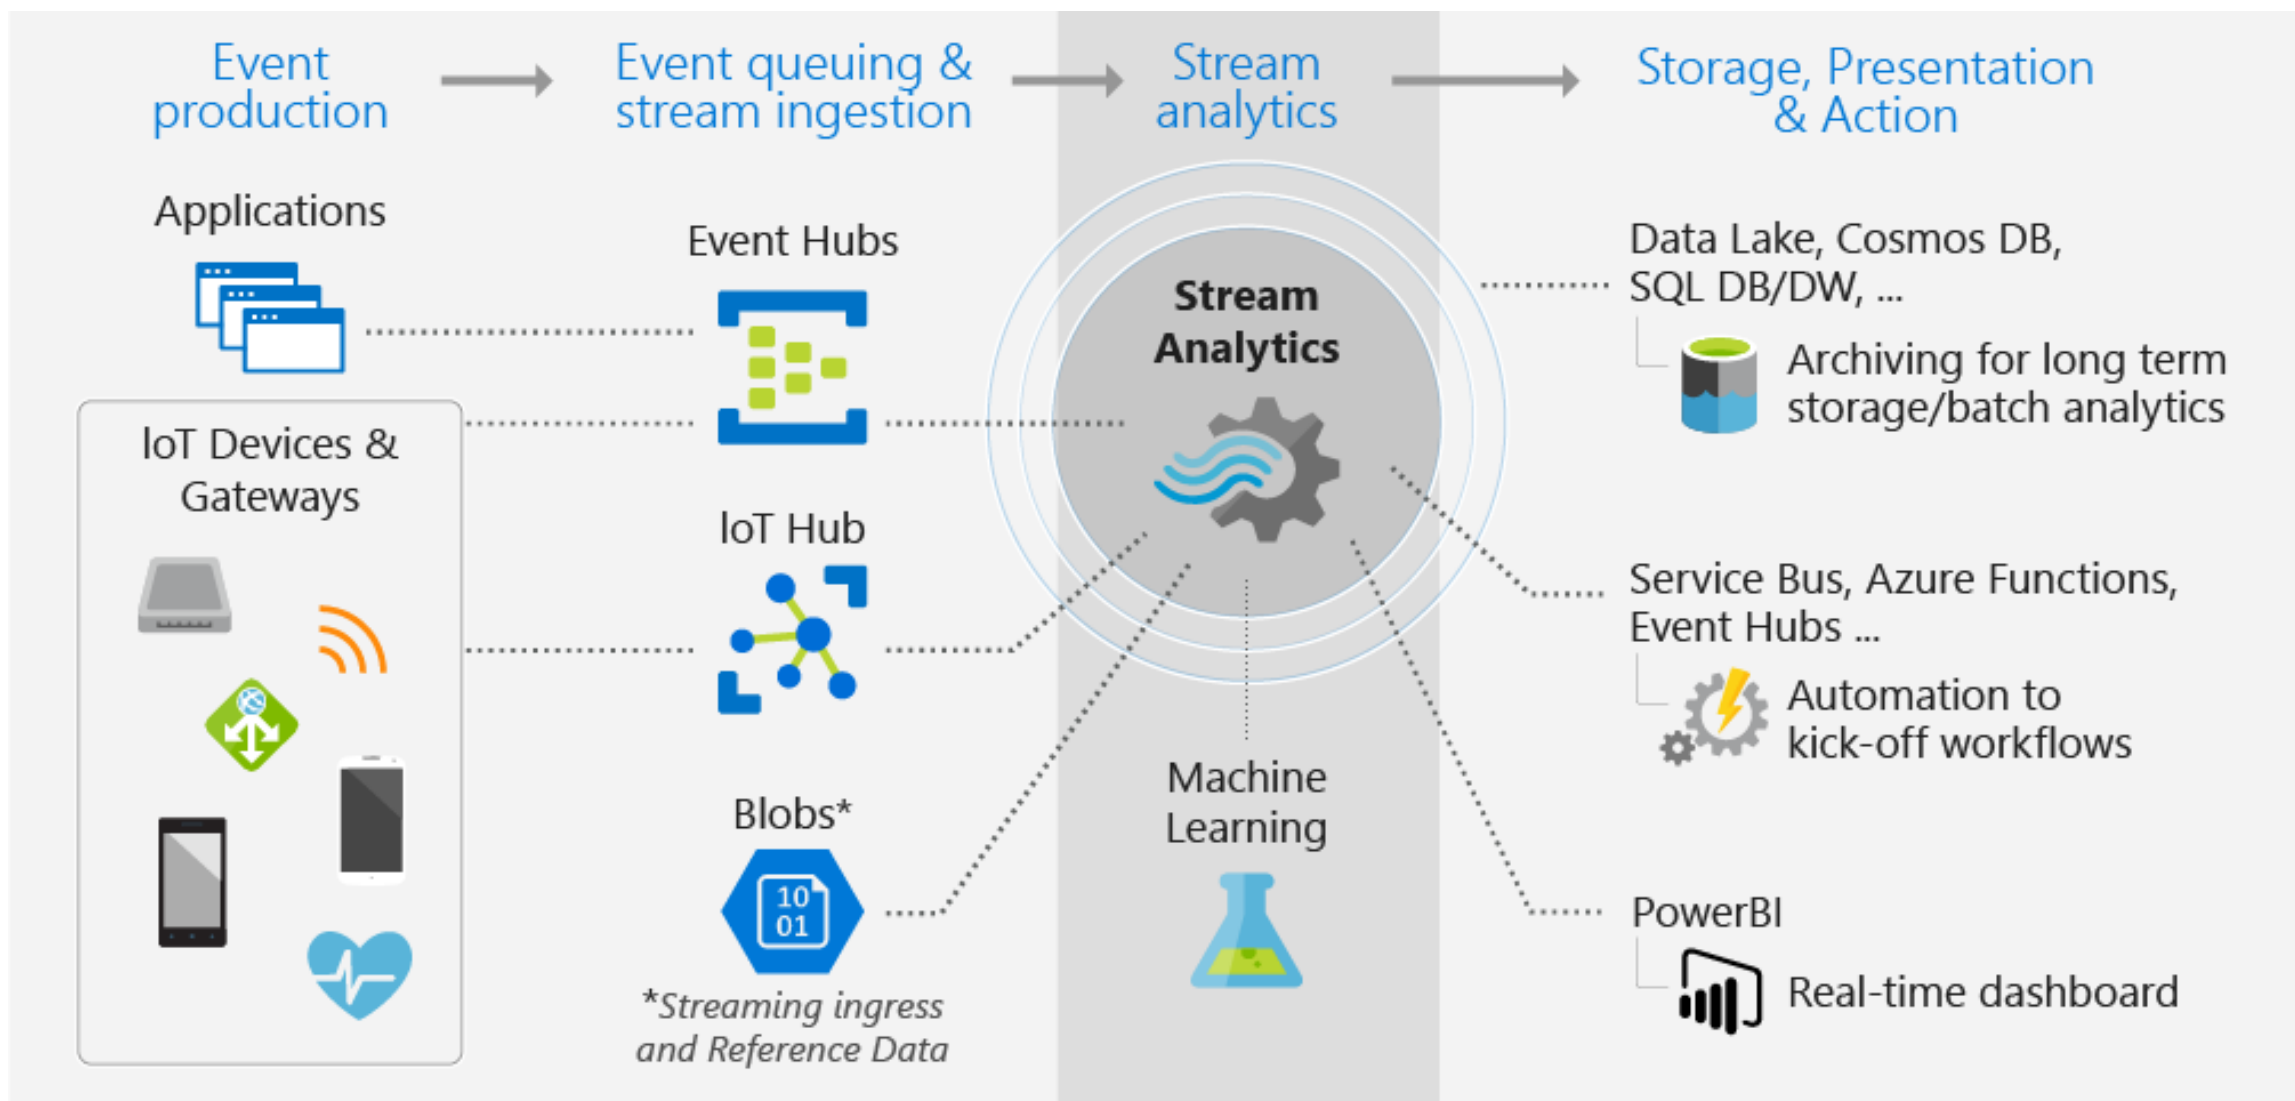 Event
production
Event queuing &
stream ingestion
Stream
analytics
Storage, Presentation
& Action
Applications
IoT Devices &
Gateways
Event Hubs
IoT Hub
Blobs*
10
01
*Streaming ingress
and Reference Data
Stream
Analytics
Machine
Learning
Data Lake, Cosmos DB,
SQL DB/DW, ...
Archiving for long term
storage/batch analytics
Service Bus, Azure Functions,
Event Hubs ...
Automation to
kick-off workflows
PowerBI
Real-time dashboard